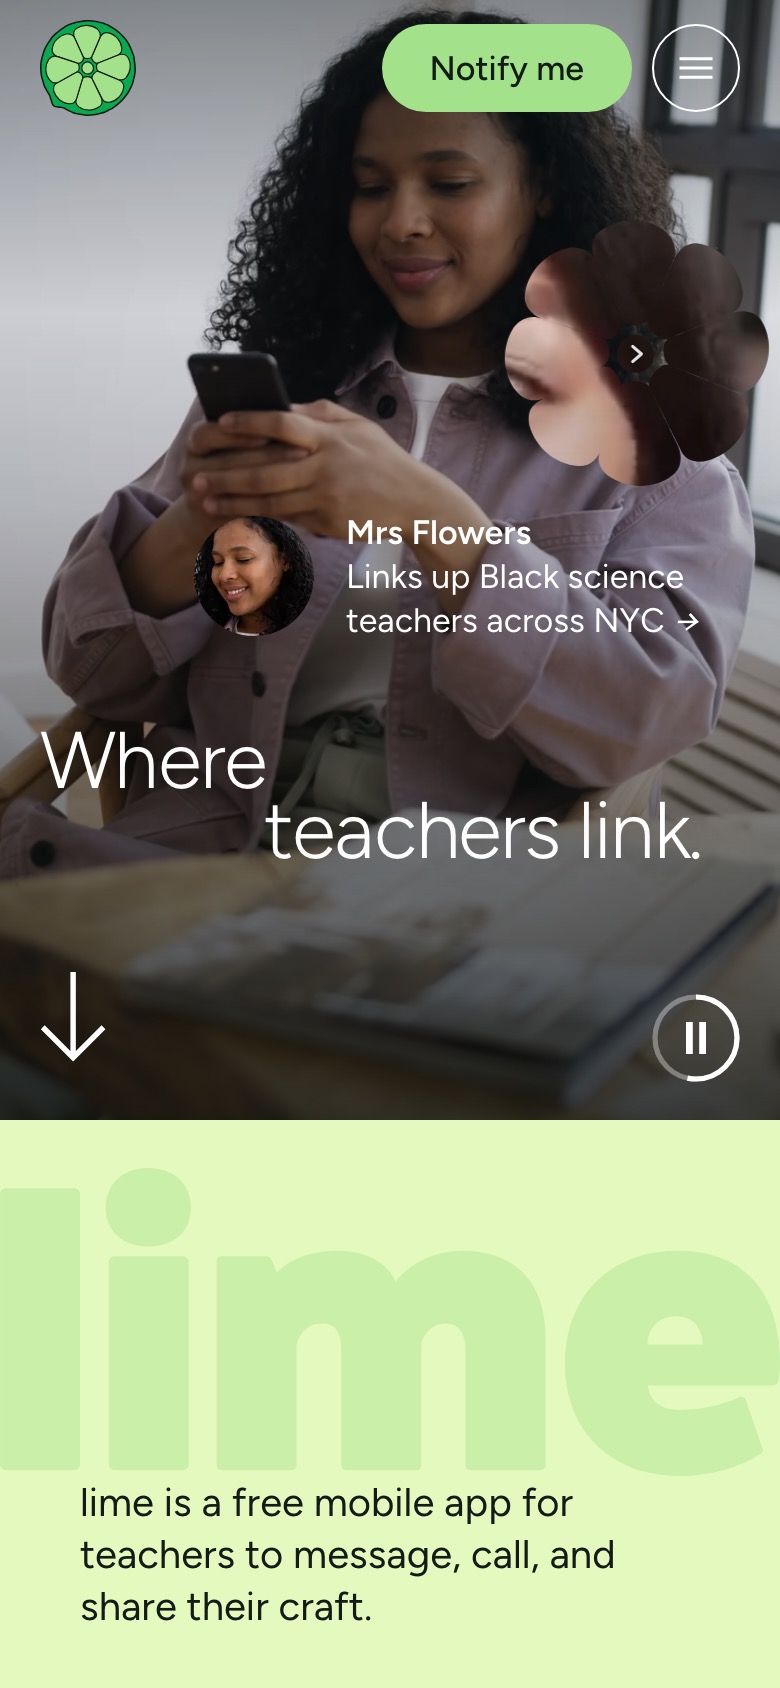 Notify me
Mrs Flowers
Links up Black science
teachers across NYC →
Where
teachers link.
lime
lime is a free mobile app for
teachers to message, call, and
share their craft.